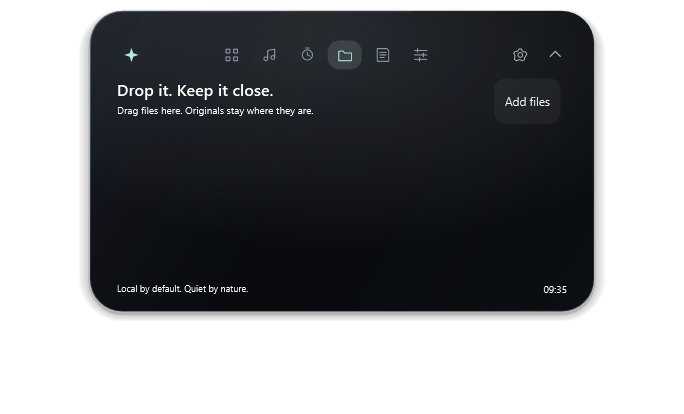 Drop it. Keep it close.
Drag files here. Originals stay where they are.
Add files
Local by default. Quiet by nature.
09:35